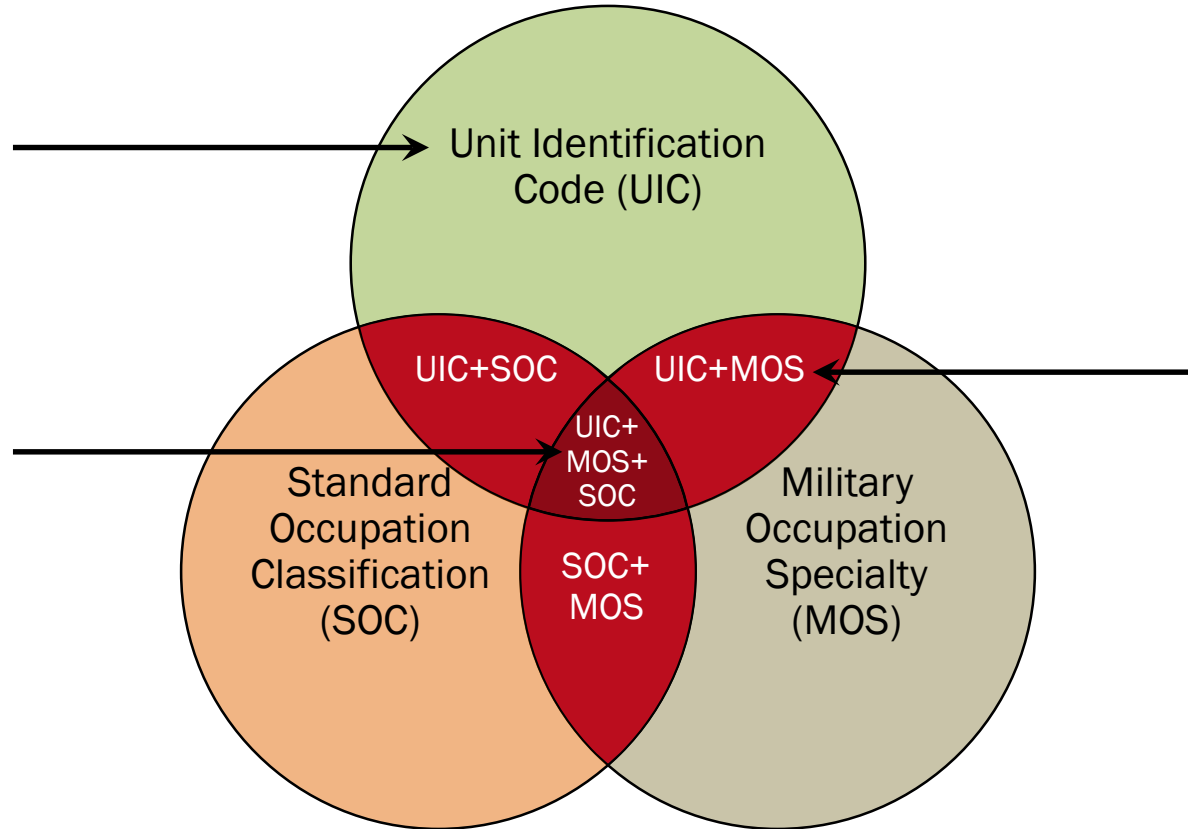 Unit Identification
Code (UIC)
UIC+SOC
UIC+MOS
UIC+
MOS+
SOC
Standard
Occupation
Classification
(SOC)
SOC+
MOS
Military
Occupation
Specialty
(MOS)